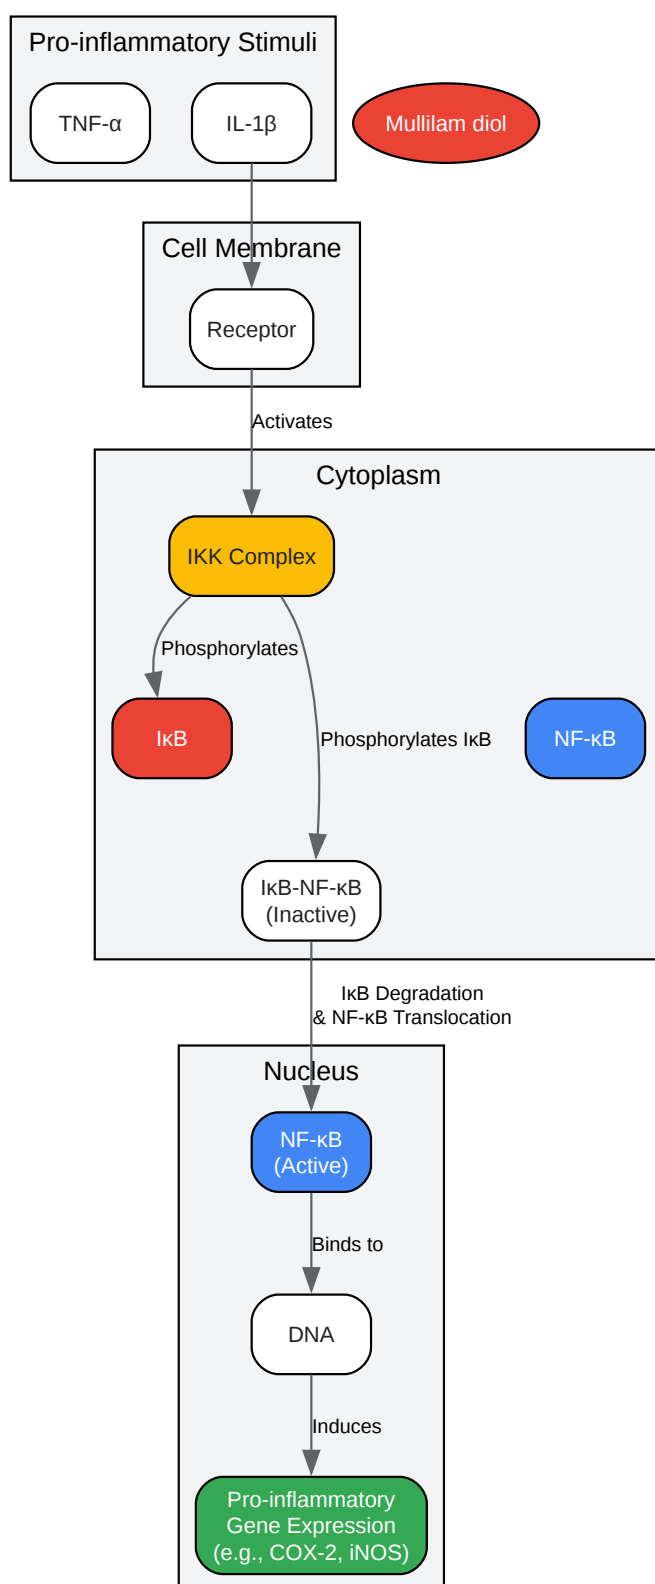 Pro-inflammatory Stimuli
TNF-α
IL-1β
Mullilam diol
Cell Membrane
Receptor
Activates
Cytoplasm
IKK Complex
Phosphorylates
IκB
Phosphorylates IκB
NF-κB
IκB-NF-κB
(Inactive)
IκB Degradation
& NF-κB Translocation
Nucleus
NF-κB
(Active)
Binds to
DNA
Induces
Pro-inflammatory
Gene Expression
(e.g., COX-2, iNOS)